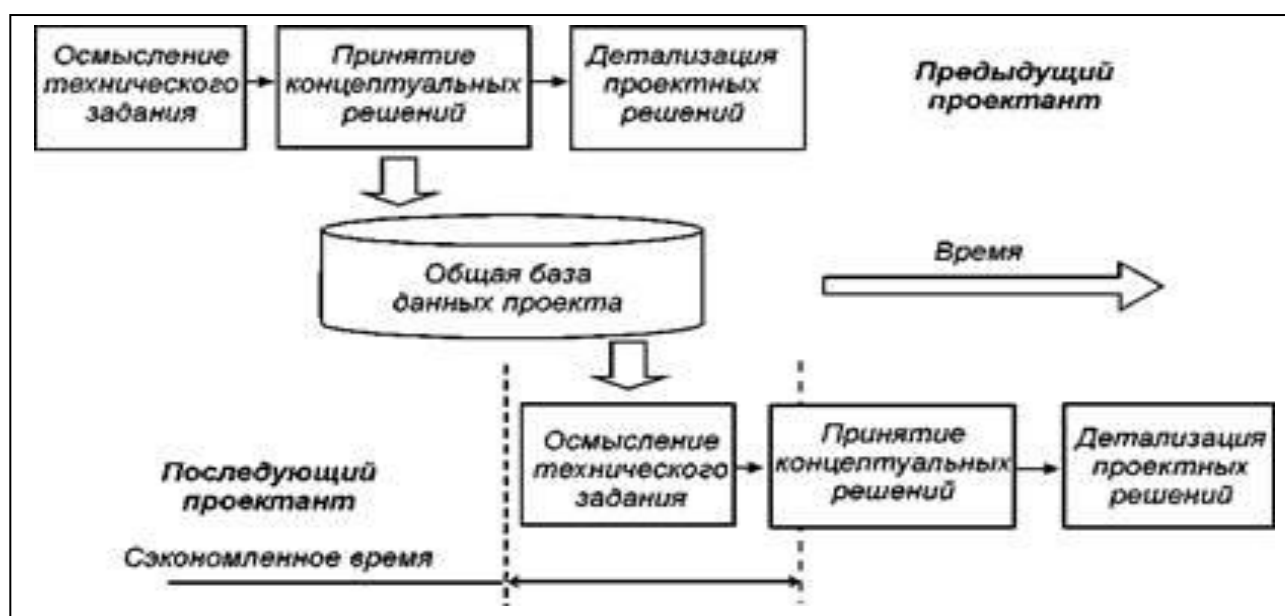 Осмысление
технического
задания
Принятие
концептуальных
решений
Детализация
проектных
решений
Предыдущий
проектант
Общая база
данных проекта
Время
Осмысление
технического
задания
Принятие
концептуальных
решений
Детализация
проектных
решений
Последующий
проектант
Сэкономленное время